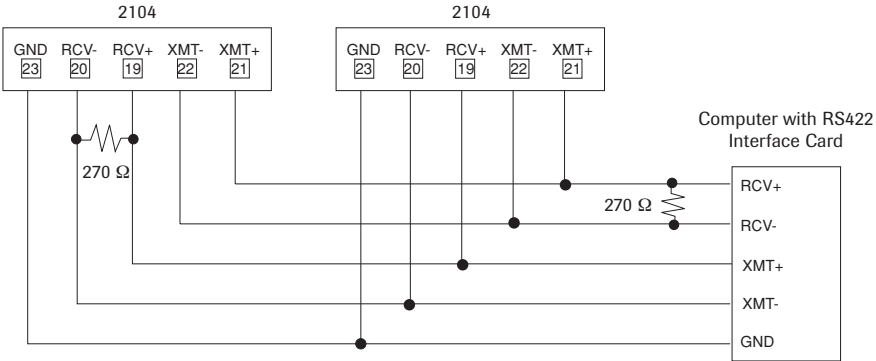 2104
GND RCV- RCV+ XMT- XMT+
23 20 19 22 21
2104
GND RCV- RCV+ XMT- XMT+
23 20 19 22 21
270 Ω
Computer with RS422
Interface Card
270 Ω
RCV+
RCV-
XMT+
XMT-
GND